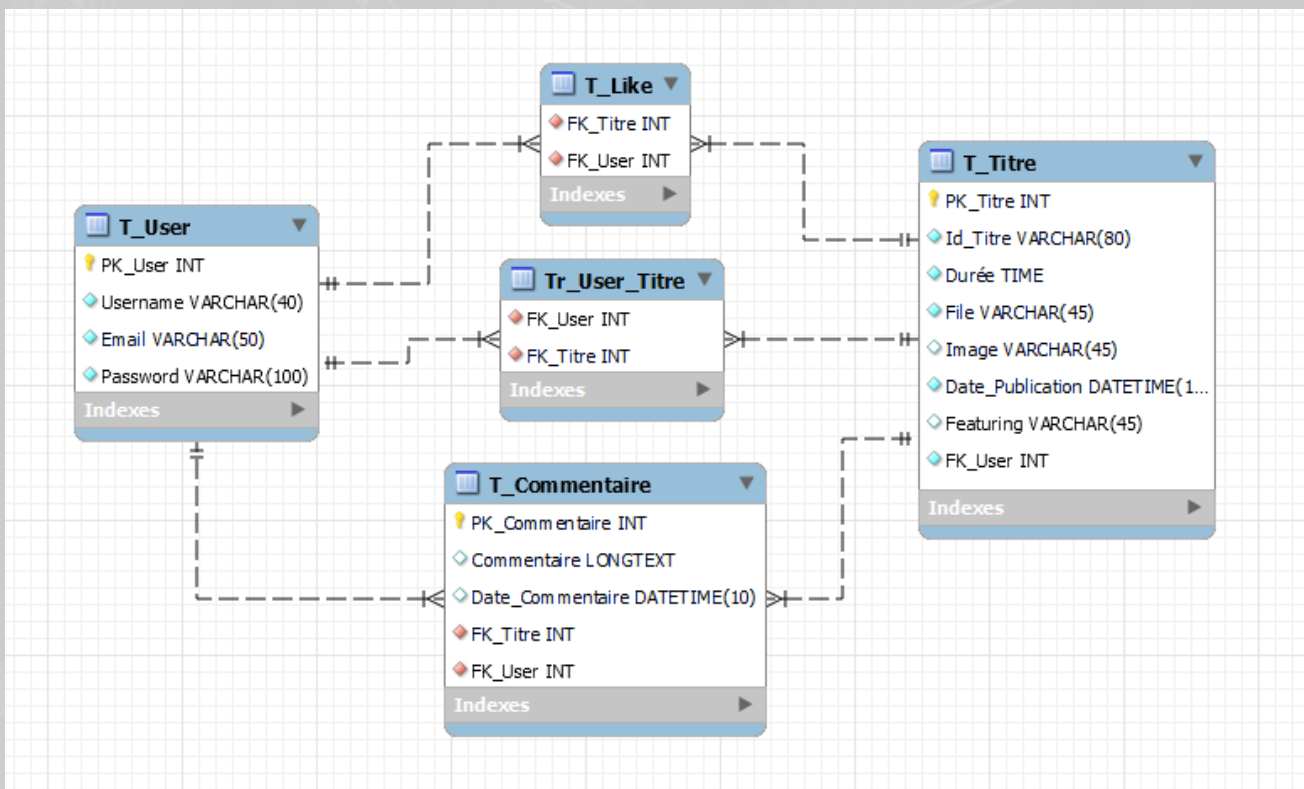 T_Like
FK_Titre INT
FK_User INT
Indexes
T_User
PK_User INT
Username VARCHAR(40)
Email VARCHAR(50)
Password VARCHAR(100)
Indexes
Tr_User_Titre
FK_User INT
FK_Titre INT
Indexes
T_Titre
PK_Titre INT
Id_Titre VARCHAR(80)
Durée TIME
File VARCHAR(45)
Image VARCHAR(45)
Date_Publication DATETIME(1...
Featuring VARCHAR(45)
FK_User INT
Indexes
T_Commentaire
PK_Commentaire INT
Commentaire LONGTEXT
Date_Commentaire DATETIME(10)
FK_Titre INT
FK_User INT
Indexes